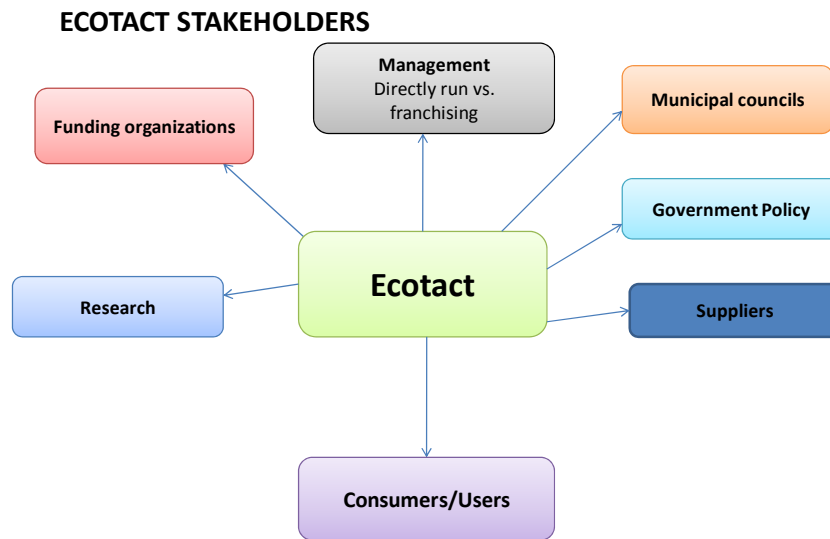 ECOTACT STAKEHOLDERS
Management
Directly run vs.
franchising
Funding organizations
Municipal councils
Government Policy
Ecotact
Research
Suppliers
Consumers/Users